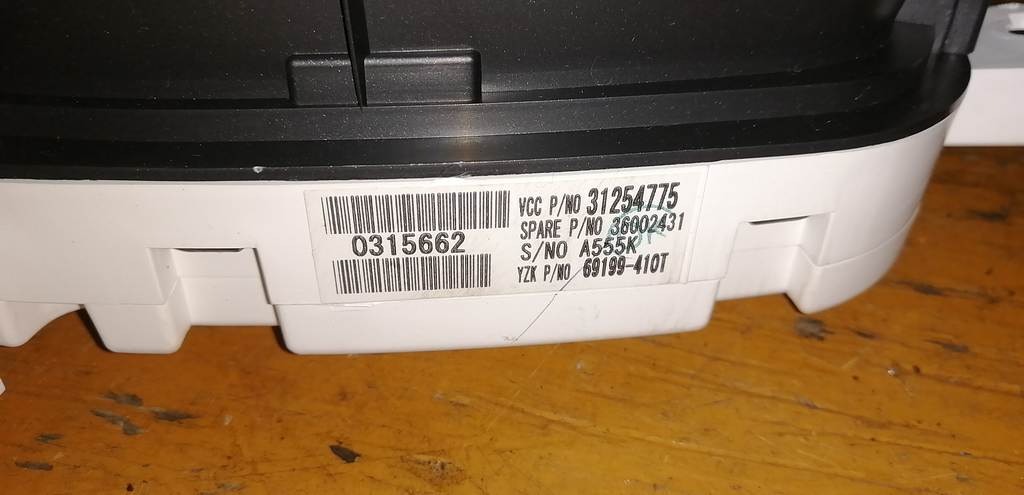 0315662
VCC P/NO 31254775
SPARE P/NO 36002431
S/NO A555K
YZK P/NO 69199-410T